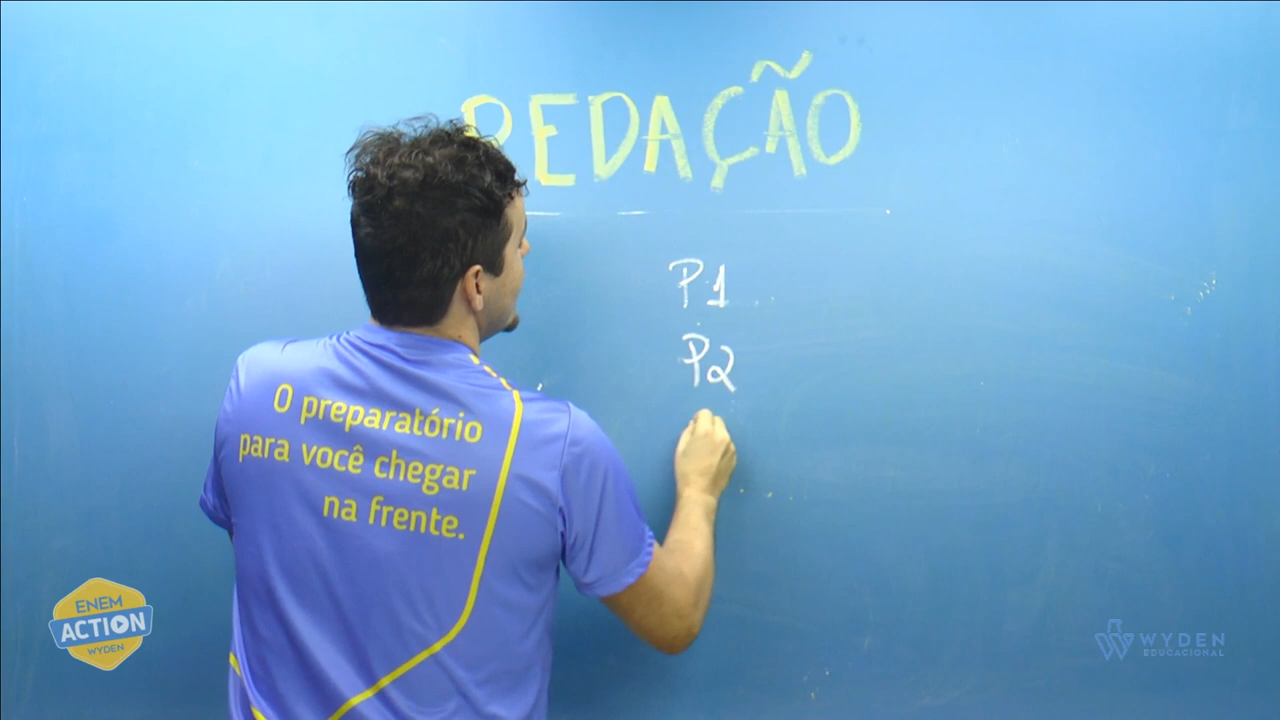 REDAÇÃO
P1
P2
O preparatório
para você chegar
na frente.
ENEM
ACTION
WYDEN
WYDEN
EDUCACIONAL